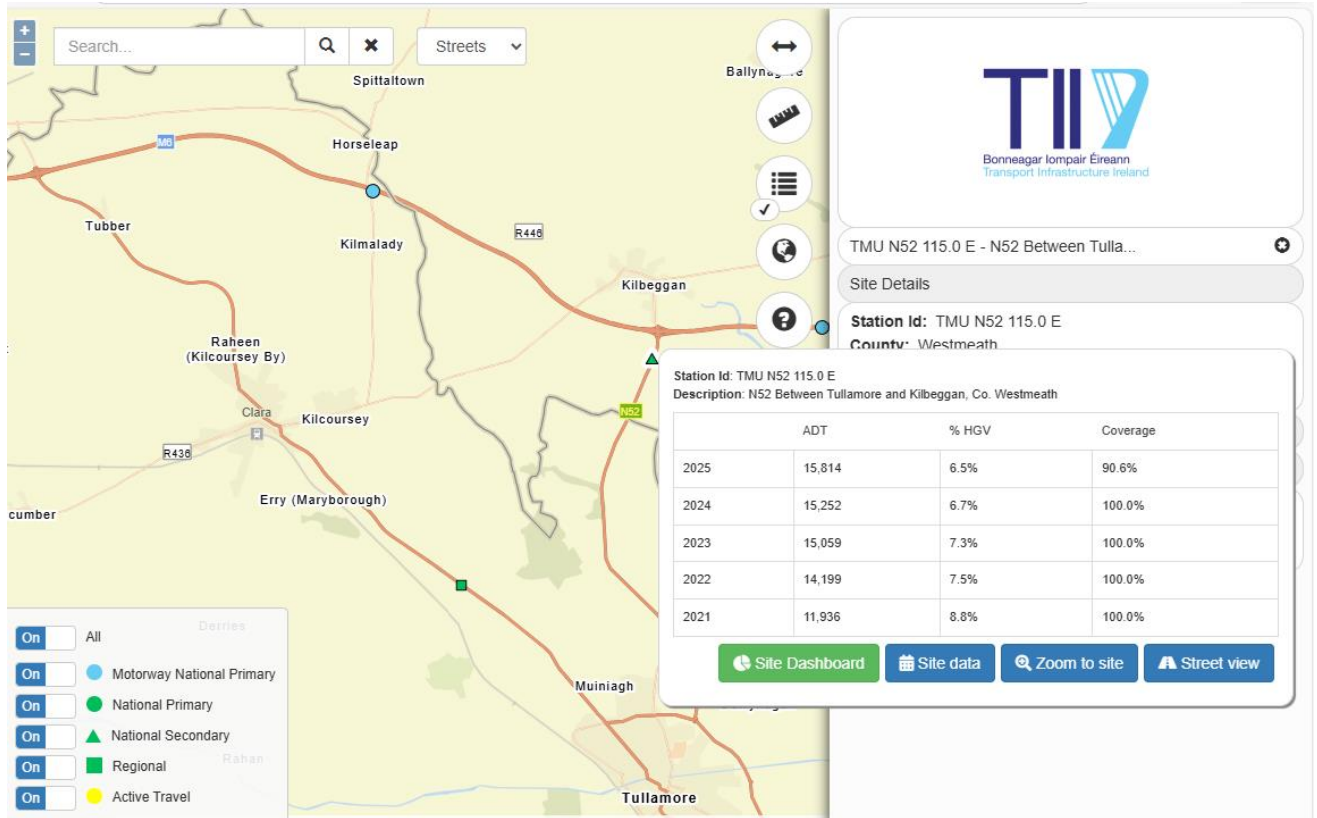 +
−
Search...
Streets
Spittaltown
M6
Horseleap
Tubber
Kilmalady
R446
Kilbeggan
Raheen
(Kilcoursey By)
Clara
Kilcoursey
N52
R436
Erry (Maryborough)
cumber
Muiniagh
Tullamore
On All
Derries
On Motorway National Primary
On National Primary
On National Secondary
On Regional
Rahan
On Active Travel
TII
Bonneagar Iompair Éireann
Transport Infrastructure Ireland
TMU N52 115.0 E - N52 Between Tulla...
Site Details
Station Id: TMU N52 115.0 E
County: Westmeath
Station Id: TMU N52 115.0 E
Description: N52 Between Tullamore and Kilbeggan, Co. Westmeath
ADT % HGV Coverage
2025 15,814 6.5% 90.6%
2024 15,252 6.7% 100.0%
2023 15,059 7.3% 100.0%
2022 14,199 7.5% 100.0%
2021 11,936 8.8% 100.0%
Site Dashboard Site data Zoom to site Street view